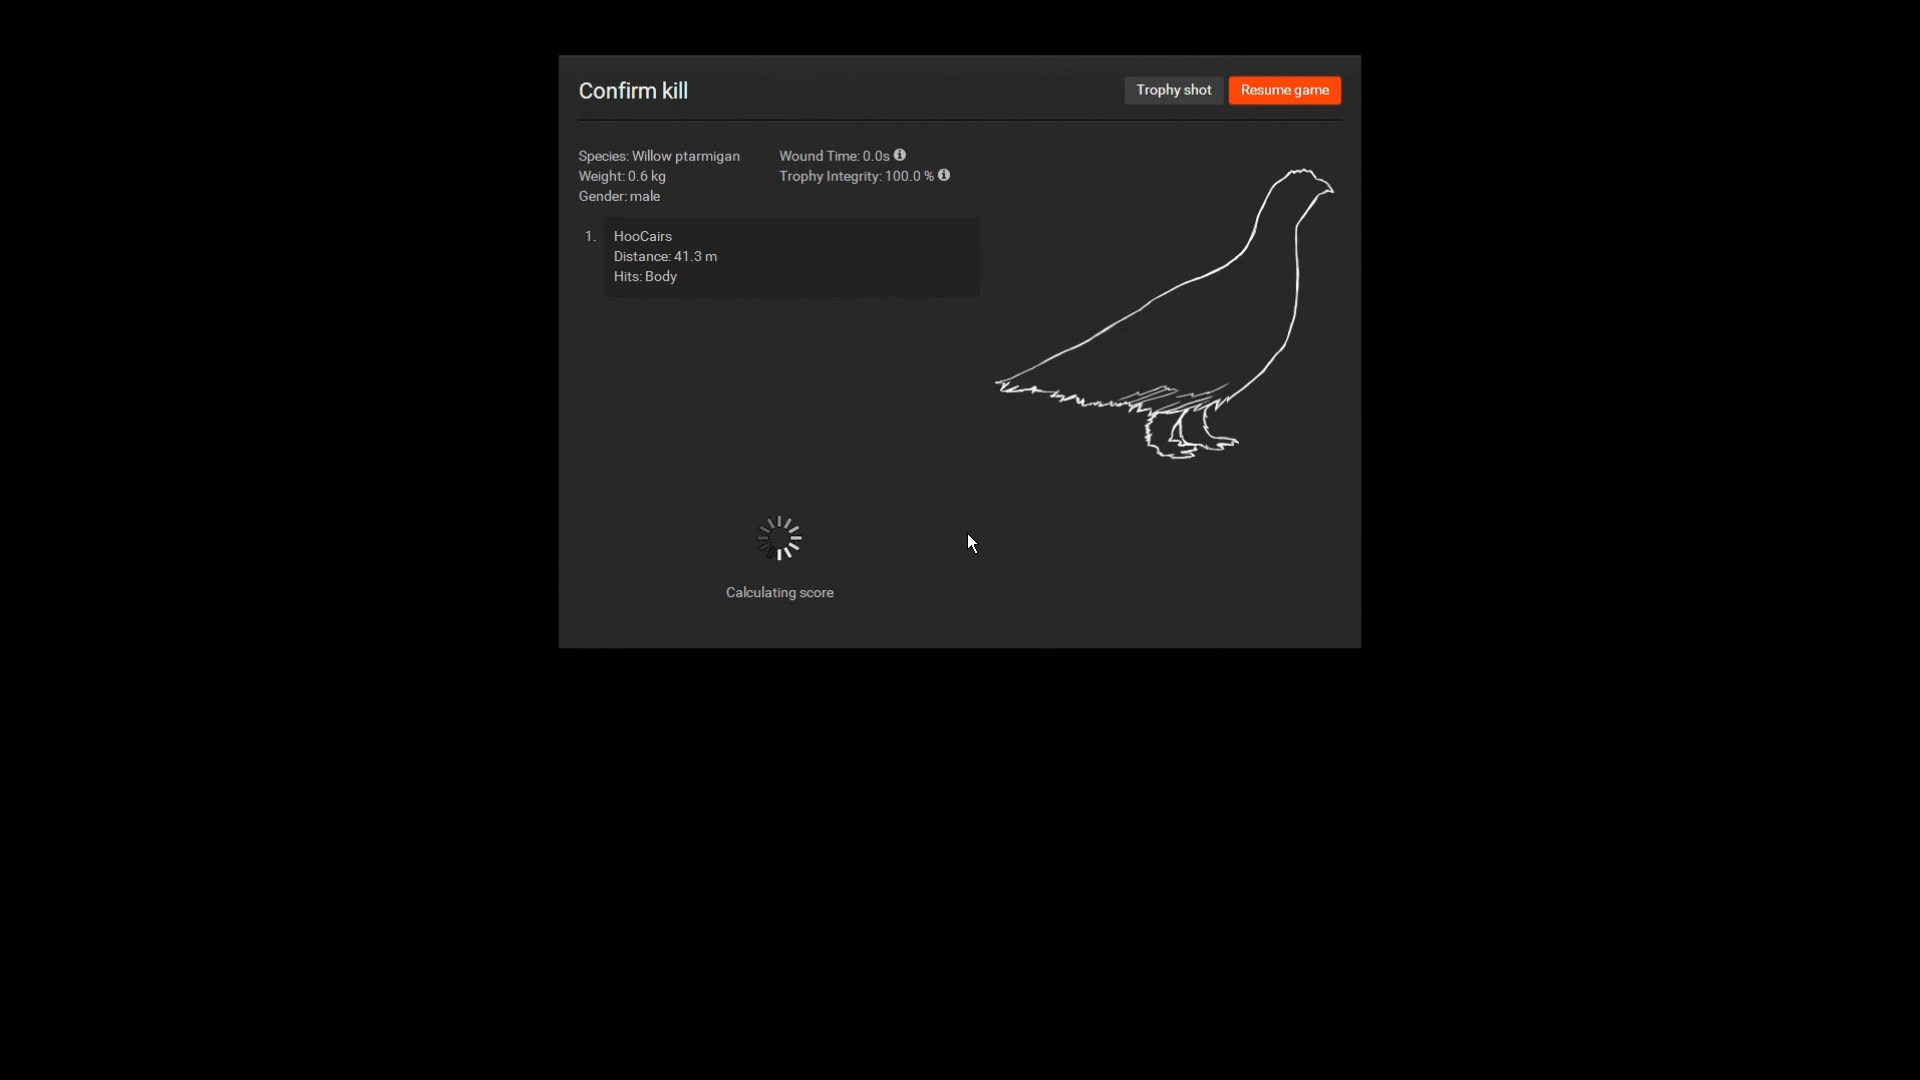 Confirm kill
Trophy shot
Resume game
Species: Willow ptarmigan
Weight: 0.6 kg
Gender: male
Wound Time: 0.0s
Trophy Integrity: 100.0 %
1.
HooCairs
Distance: 41.3 m
Hits: Body
Calculating score